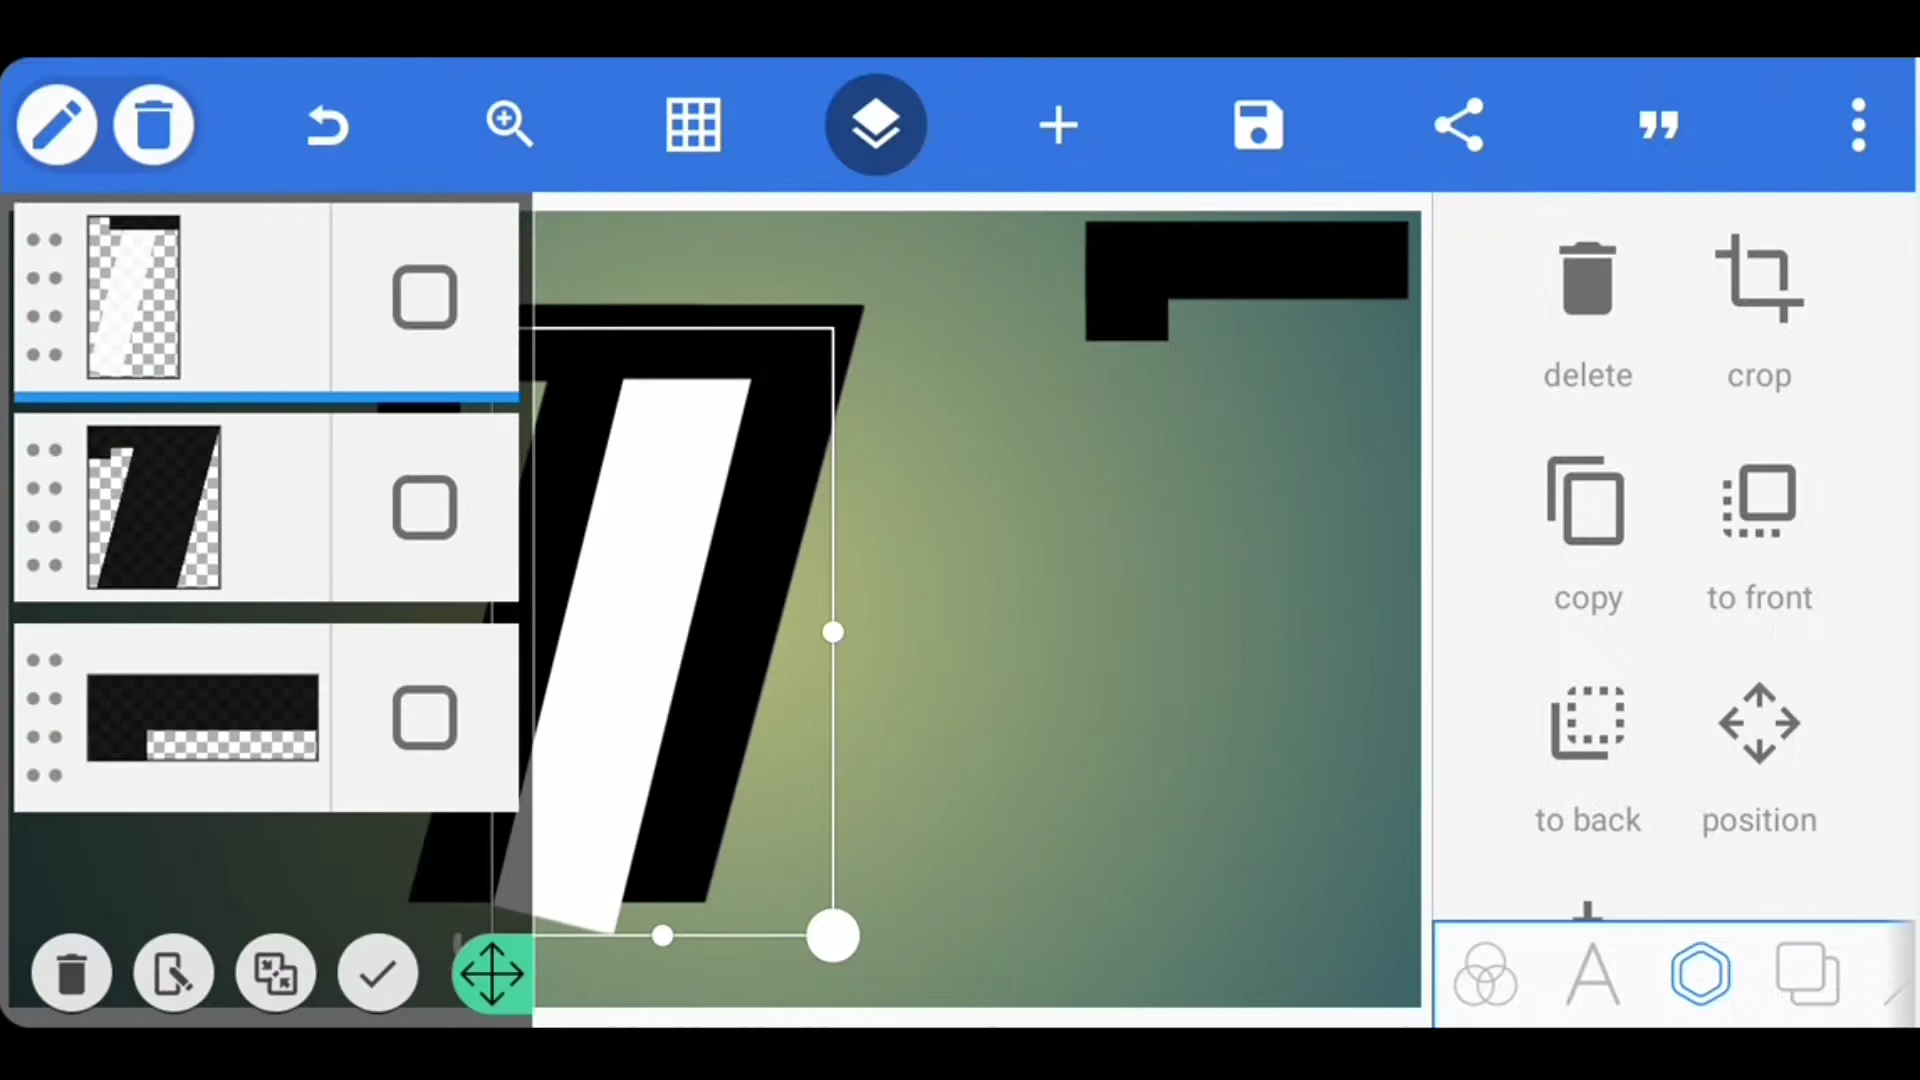 delete
crop
copy
to front
to back
position